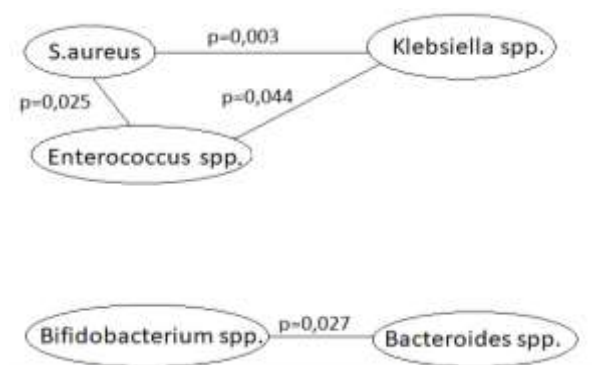 p=0,003
S.aureus
Klebsiella spp.
p=0,025
p=0,044
Enterococcus spp.
p=0,027
Bifidobacterium spp.
Bacteroides spp.